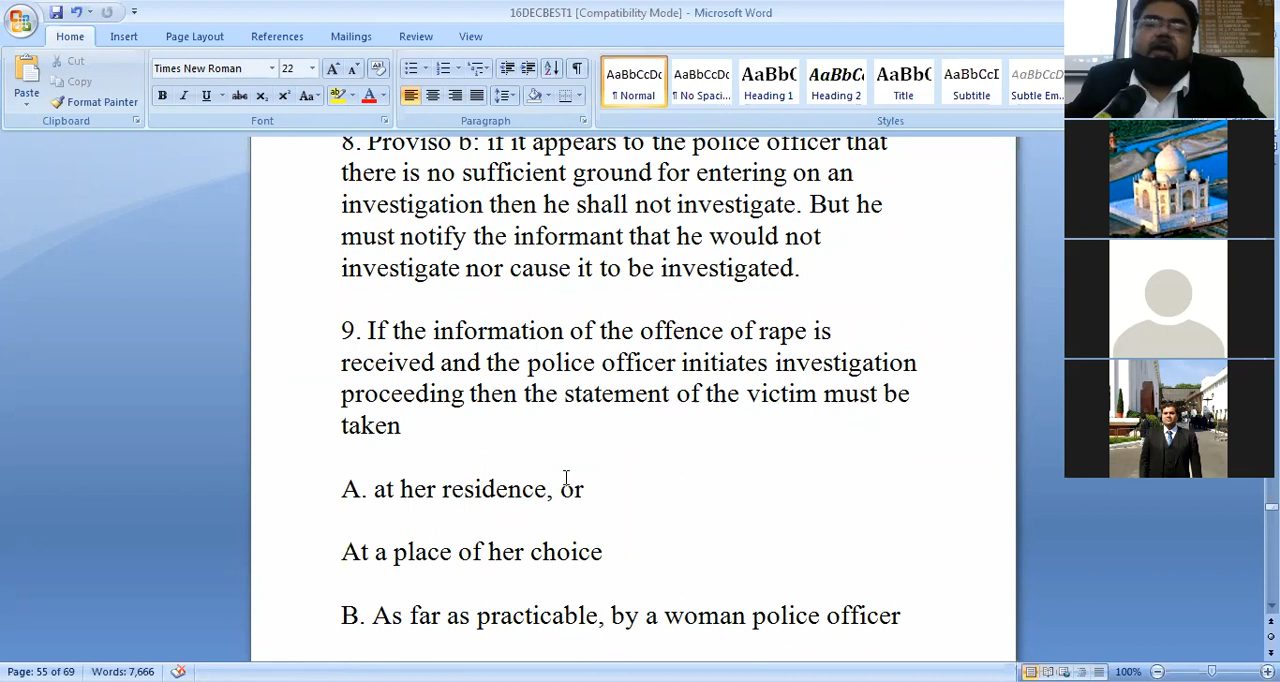 16DECBEST1 [Compatibility Mode] - Microsoft Word
Home Insert Page Layout References Mailings Review View
Cut
Times New Roman 22
Copy
Paste
Format Painter
AaBbCcDc AaBbCcDc AaBbC AaBbCc AaBbC AaBbCcI AaBbCcDc
¶ Normal ¶ No Spaci... Heading 1 Heading 2 Title Subtitle Subtle Em...
Clipboard Font Paragraph Styles
8. Proviso b: if it appears to the police officer that
there is no sufficient ground for entering on an
investigation then he shall not investigate. But he
must notify the informant that he would not
investigate nor cause it to be investigated.
9. If the information of the offence of rape is
received and the police officer initiates investigation
proceeding then the statement of the victim must be
taken
A. at her residence, or
At a place of her choice
B. As far as practicable, by a woman police officer
Page: 55 of 69 Words: 7,666 100%